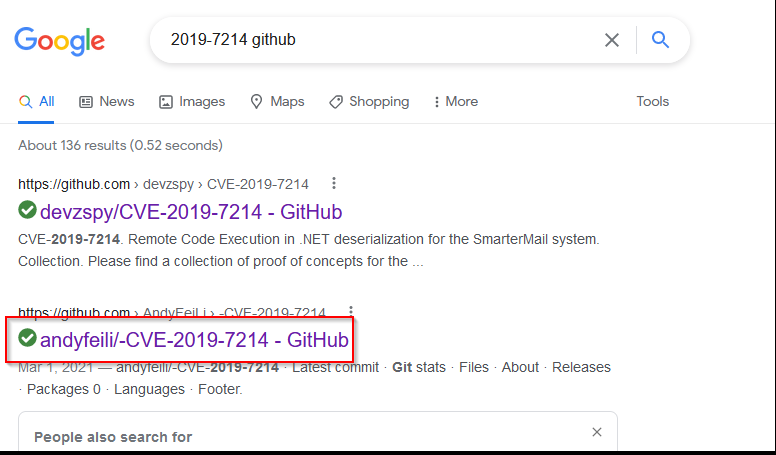 Google
2019-7214 github
All
News
Images
Maps
Shopping
More
Tools
About 136 results (0.52 seconds)
https://github.com › devzspy › CVE-2019-7214
devzspy/CVE-2019-7214 - GitHub
CVE-2019-7214. Remote Code Execution in .NET deserialization for the SmarterMail system.
Collection. Please find a collection of proof of concepts for the ...
https://github.com › AndyFeiLi › -CVE-2019-7214
andyfeili/-CVE-2019-7214 - GitHub
Mar 1, 2021 — andyfeili/-CVE-2019-7214 · Latest commit · Git stats · Files · About · Releases
· Packages 0 · Languages · Footer.
People also search for